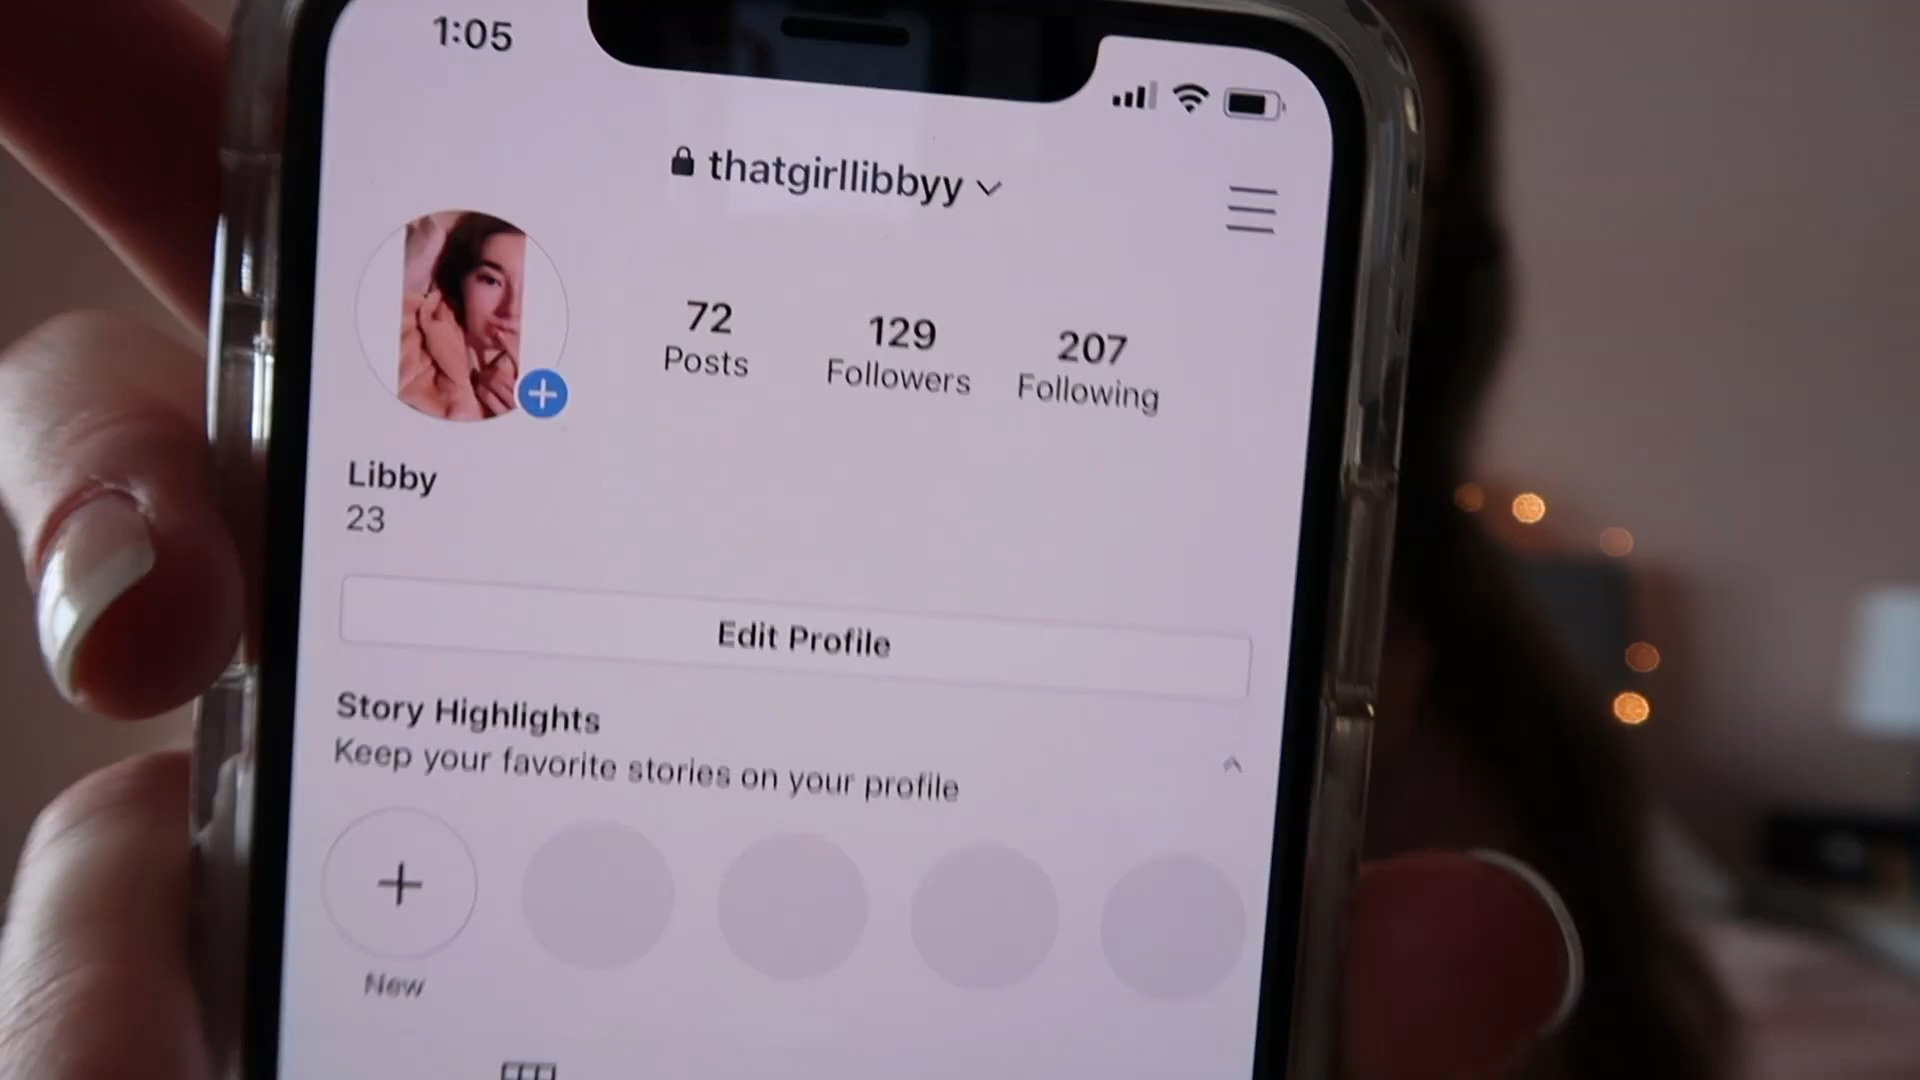 1:05
thatgirllibbyy
72 129 207
Posts Followers Following
Libby
23
Edit Profile
Story Highlights
Keep your favorite stories on your profile
New